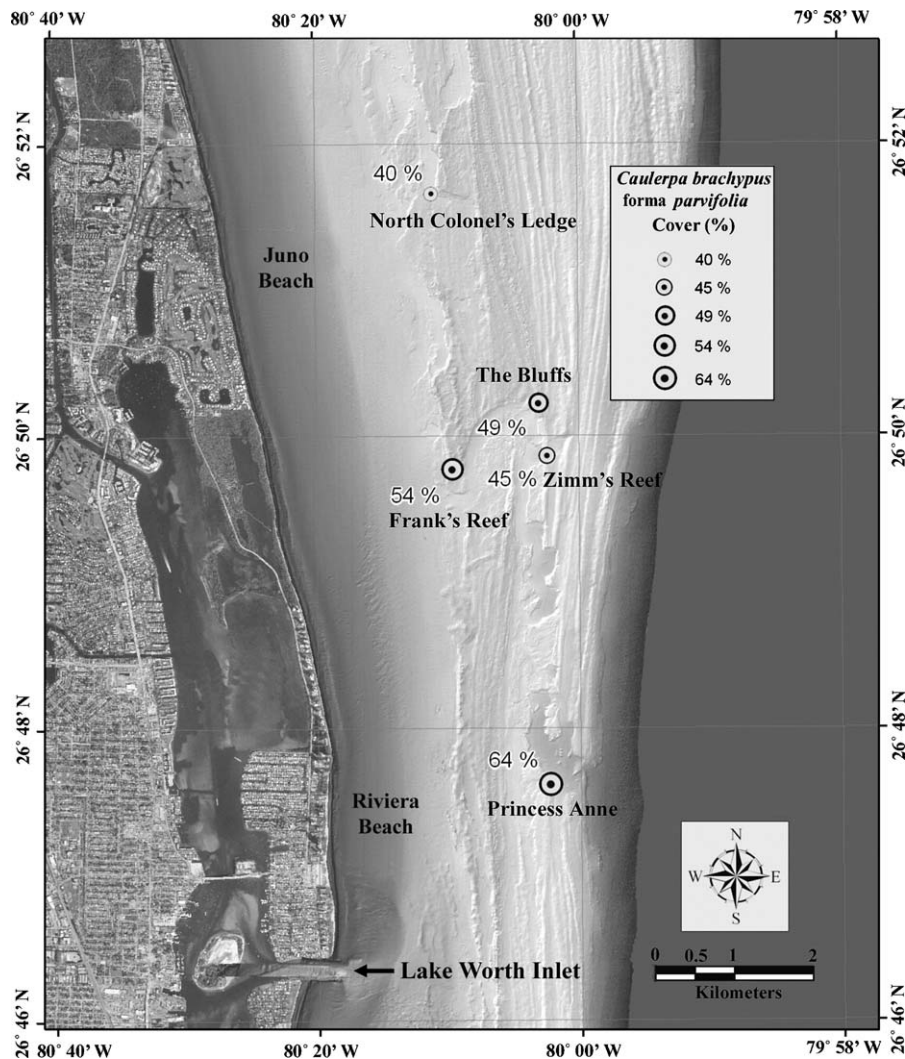 80° 40' W
80° 20' W
80° 00' W
79° 58' W
26° 52' N
26° 52' N
40 %
North Colonel's Ledge
Caulerpa brachypus
forma parvifolia
Cover (%)
40 %
45 %
49 %
54 %
64 %
Juno
Beach
The Bluffs
49 %
26° 50' N
26° 50' N
45 %
Zimm's Reef
54 %
Frank's Reef
26° 48' N
26° 48' N
64 %
Princess Anne
Riviera
Beach
N
W
E
S
Lake Worth Inlet
0
0.5
1
2
Kilometers
26° 46' N
26° 46' N
80° 40' W
80° 20' W
80° 00' W
79° 58' W